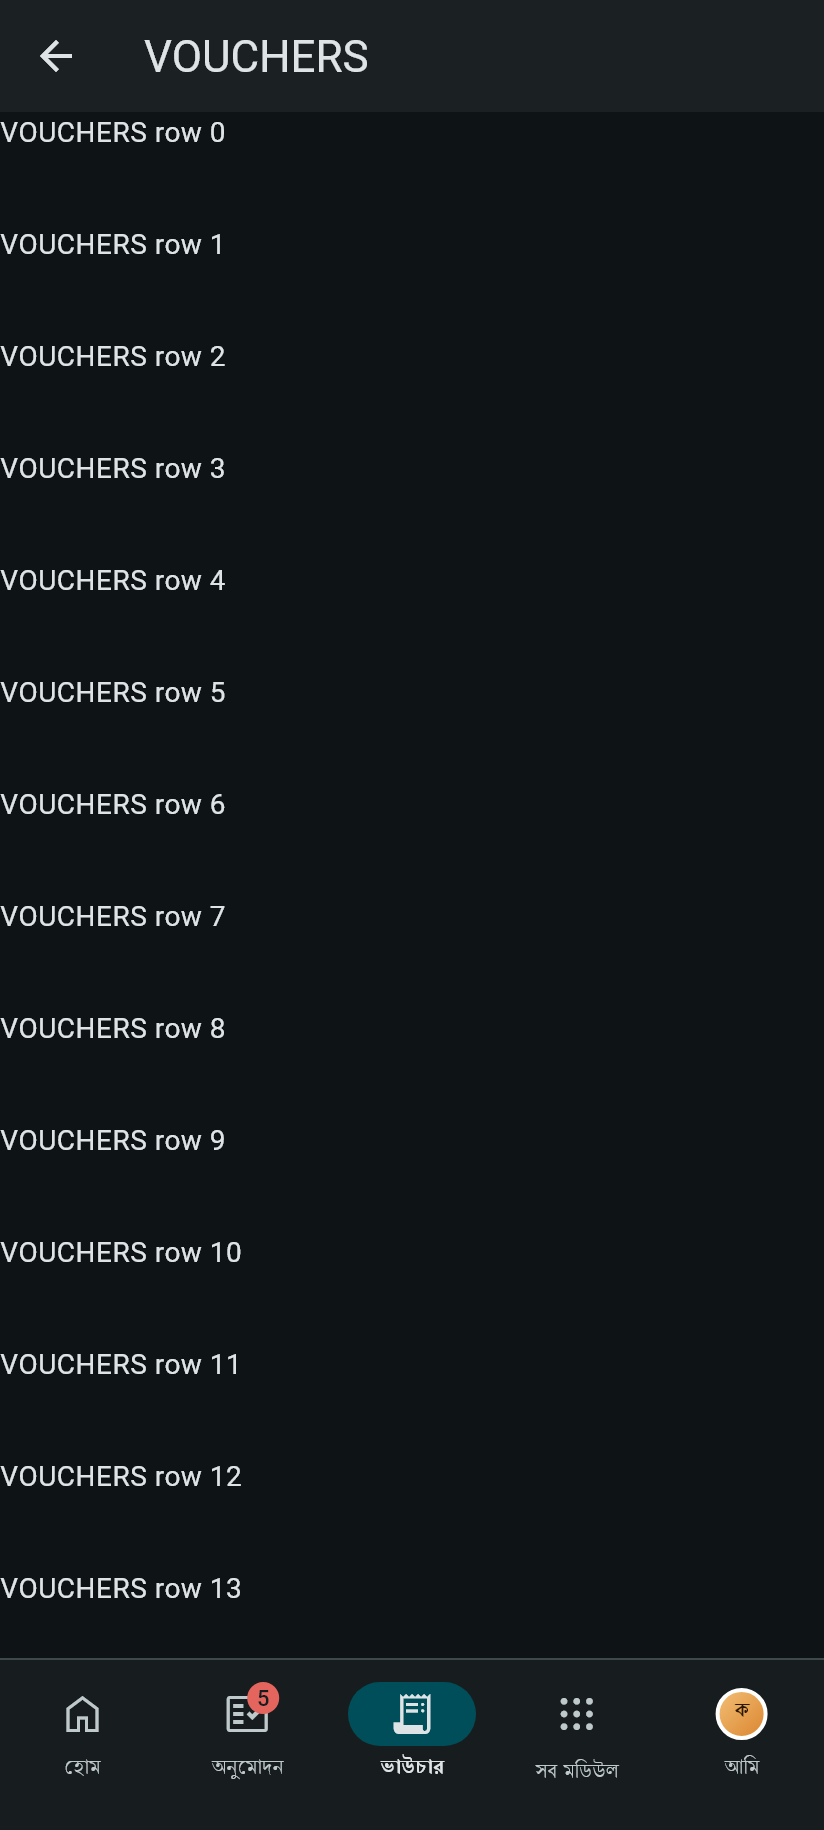 VOUCHERS
VOUCHERS row 0
VOUCHERS row 1
VOUCHERS row 2
VOUCHERS row 3
VOUCHERS row 4
VOUCHERS row 5
VOUCHERS row 6
VOUCHERS row 7
VOUCHERS row 8
VOUCHERS row 9
VOUCHERS row 10
VOUCHERS row 11
VOUCHERS row 12
VOUCHERS row 13
5
ক
হোম
অনুমোদন
ভাউচার
সব মডিউল
আমি